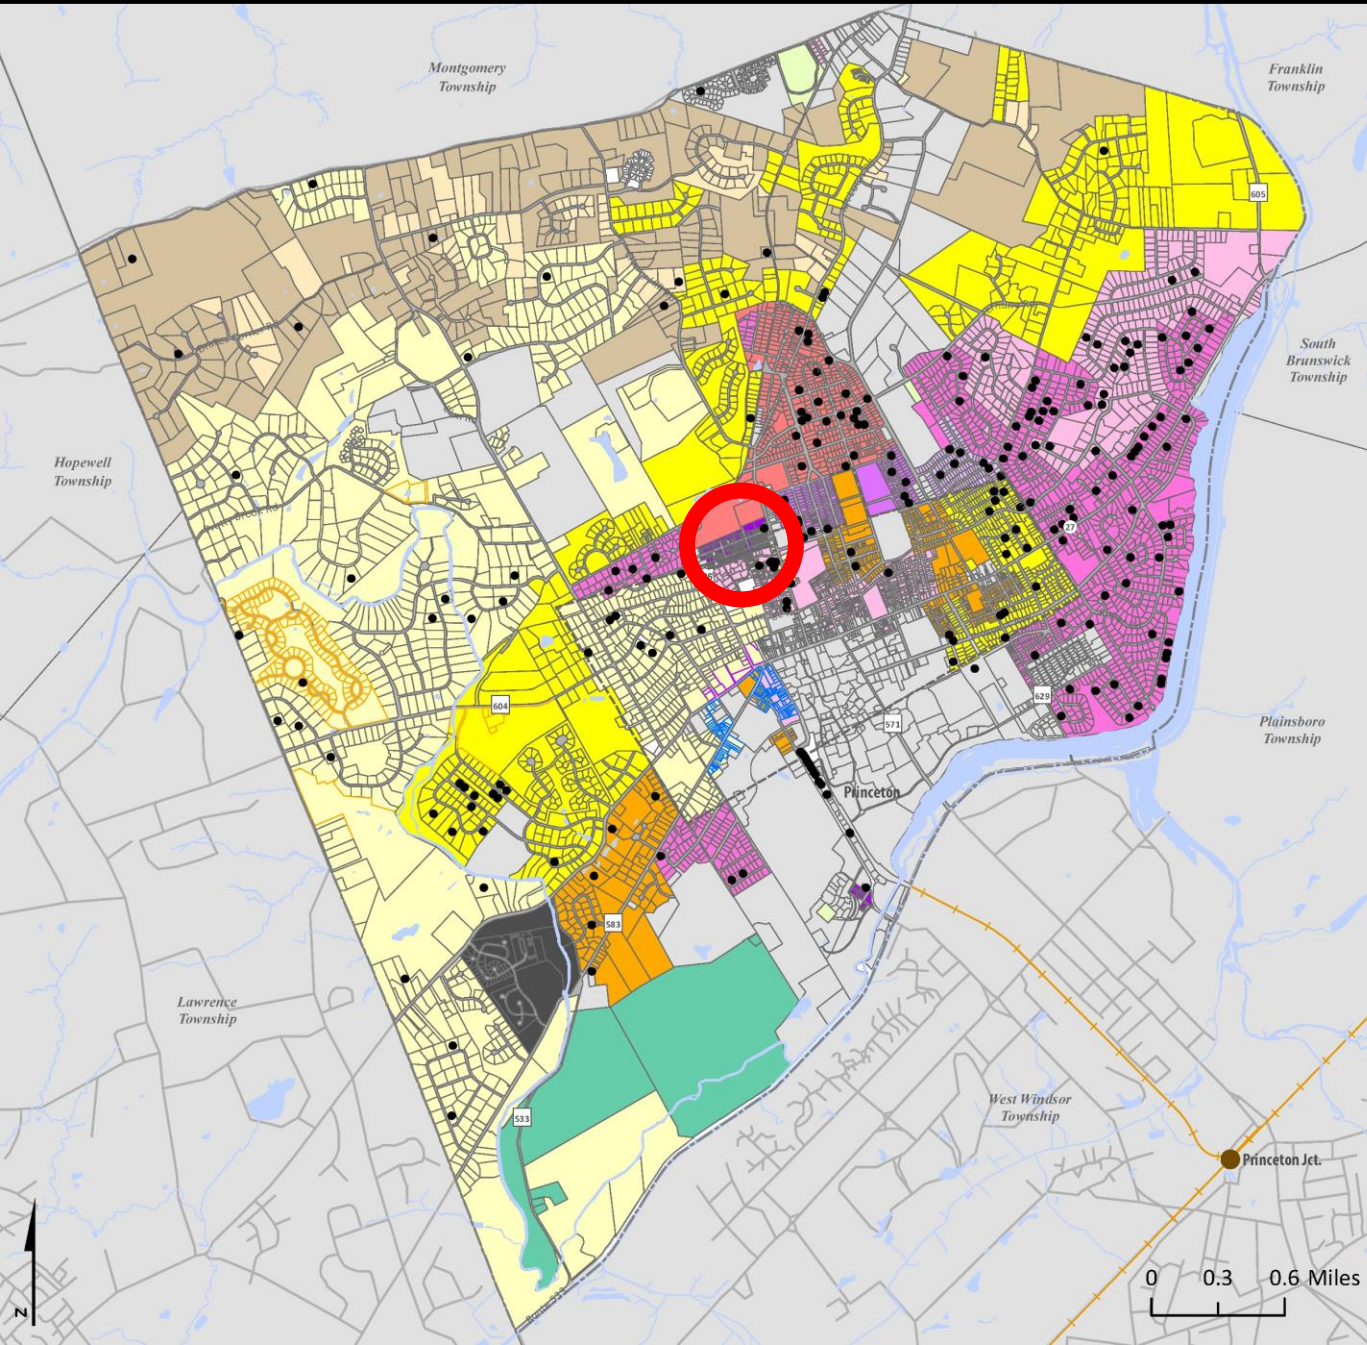 Montgomery
Township
Franklin
Township
605
South
Brunswick
Township
Hopewell
Township
27
604
629
571
Plainsboro
Township
Princeton
583
Lawrence
Township
533
West Windsor
Township
Princeton Jct.
0 0.3 0.6 Miles
N